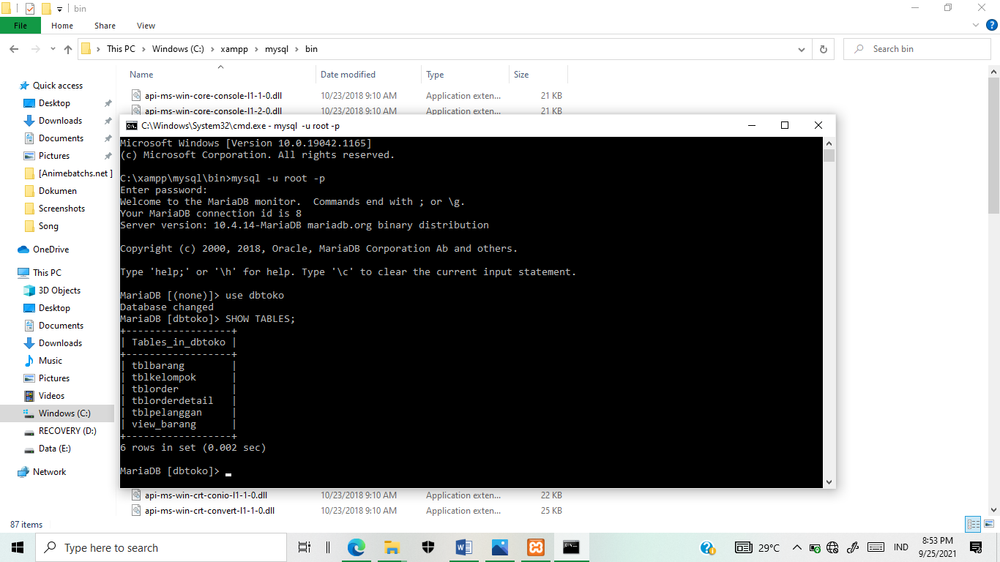 bin
File Home Share View
This PC Windows (C:) xampp mysql bin
Search bin
Name Date modified Type Size
Quick access
Desktop
Downloads
Documents
Pictures
[Animebatchs.net ]
Dokumen
Screenshots
Song
OneDrive
This PC
3D Objects
Desktop
Documents
Downloads
Music
Pictures
Videos
Windows (C:)
RECOVERY (D:)
Data (E:)
Network
api-ms-win-core-console-l1-1-0.dll 10/23/2018 9:10 AM Application exten... 21 KB
api-ms-win-core-console-l1-2-0.dll 10/23/2018 9:10 AM Application exten... 21 KB
C:\Windows\System32\cmd.exe - mysql -u root -p
Microsoft Windows [Version 10.0.19042.1165]
(c) Microsoft Corporation. All rights reserved.
C:\xampp\mysql\bin>mysql -u root -p
Enter password:
Welcome to the MariaDB monitor.  Commands end with ; or \g.
Your MariaDB connection id is 8
Server version: 10.4.14-MariaDB mariadb.org binary distribution
Copyright (c) 2000, 2018, Oracle, MariaDB Corporation Ab and others.
Type 'help;' or '\h' for help. Type '\c' to clear the current input statement.
MariaDB [(none)]> use dbtoko
Database changed
MariaDB [dbtoko]> SHOW TABLES;
+------------------+
| Tables_in_dbtoko |
+------------------+
| tblbarang        |
| tblkelompok      |
| tblorder         |
| tblorderdetail   |
| tblpelanggan     |
| view_barang      |
+------------------+
6 rows in set (0.002 sec)
MariaDB [dbtoko]> _
api-ms-win-crt-conio-l1-1-0.dll 10/23/2018 9:10 AM Application exten... 22 KB
api-ms-win-crt-convert-l1-1-0.dll 10/23/2018 9:10 AM Application exten... 25 KB
87 items
Type here to search
29°C
IND
8:53 PM
9/25/2021